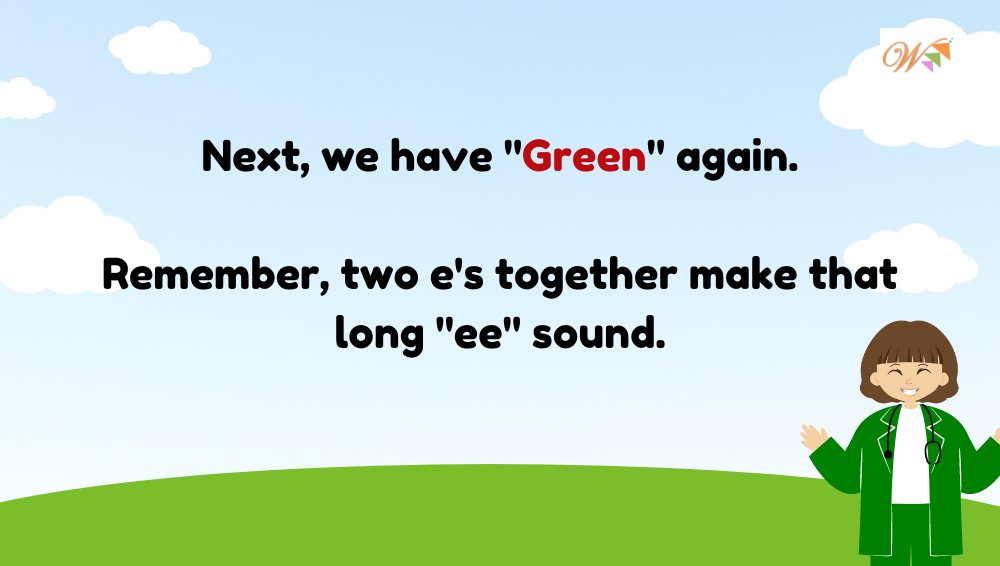 Next, we have "Green" again.
Remember, two e's together make that
long "ee" sound.
W